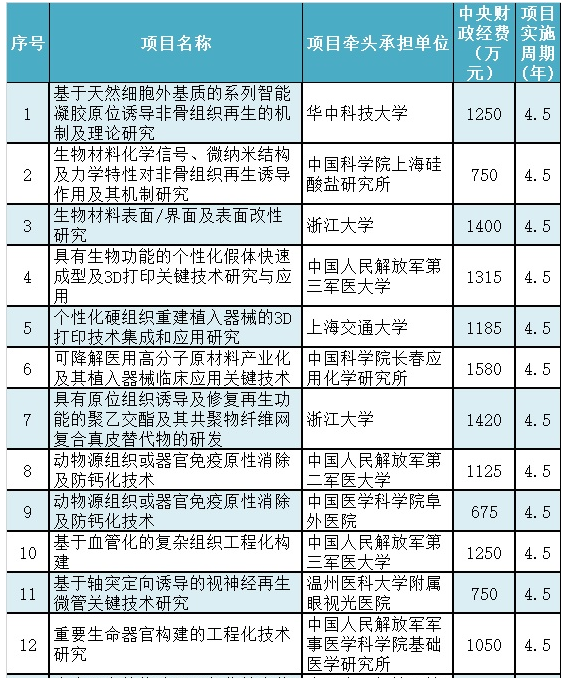 序号 项目名称 项目牵头承担单位 中央财政经费（万元） 项目实施周期(年)
1 基于天然细胞外基质的系列智能凝胶原位诱导非骨组织再生的机制及理论研究 华中科技大学 1250 4.5
2 生物材料化学信号、微纳米结构及力学特性对非骨组织再生诱导作用及其机制研究 中国科学院上海硅酸盐研究所 750 4.5
3 生物材料表面/界面及表面改性研究 浙江大学 1400 4.5
4 具有生物功能的个性化假体快速成型及3D打印关键技术研究与应用 中国人民解放军第三军医大学 1315 4.5
5 个性化硬组织重建植入器械的3D打印技术集成和应用研究 上海交通大学 1185 4.5
6 可降解医用高分子原材料产业化及其植入器械临床应用关键技术 中国科学院长春应用化学研究所 1580 4.5
7 具有原位组织诱导及修复再生功能的聚乙交酯及其共聚物纤维网复合真皮替代物的研发 浙江大学 1420 4.5
8 动物源组织或器官免疫原性消除及防钙化技术 中国人民解放军第二军医大学 1125 4.5
9 动物源组织或器官免疫原性消除及防钙化技术 中国医学科学院阜外医院 675 4.5
10 基于血管化的复杂组织工程化构建 中国人民解放军第三军医大学 1250 4.5
11 基于轴突定向诱导的视神经再生微管关键技术研究 温州医科大学附属眼视光医院 750 4.5
12 重要生命器官构建的工程化技术研究 中国人民解放军军事医学科学院基础医学研究所 1050 4.5